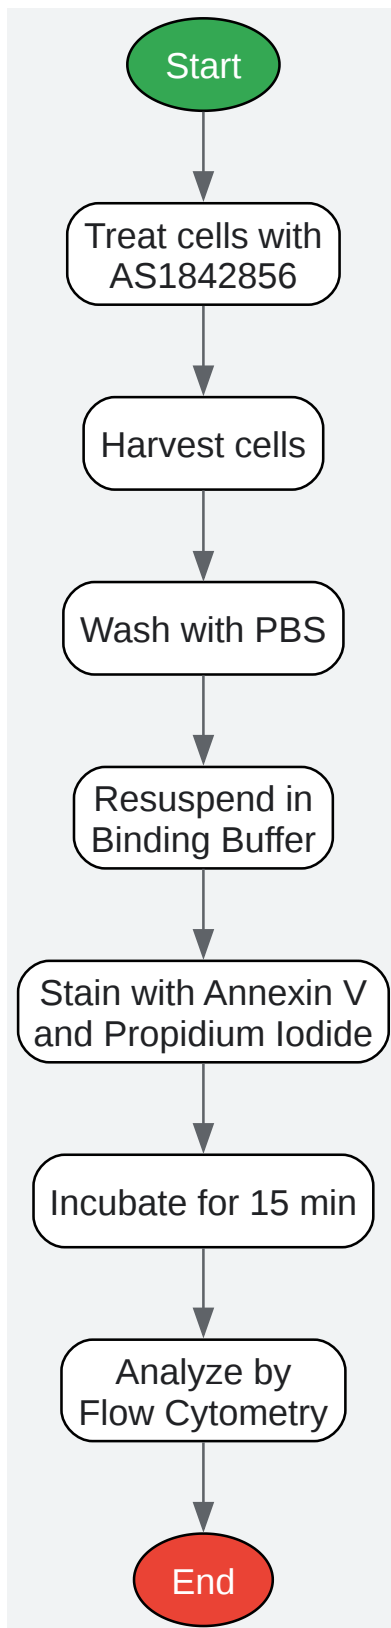 Start
Treat cells with
AS1842856
Harvest cells
Wash with PBS
Resuspend in
Binding Buffer
Stain with Annexin V
and Propidium Iodide
Incubate for 15 min
Analyze by
Flow Cytometry
End